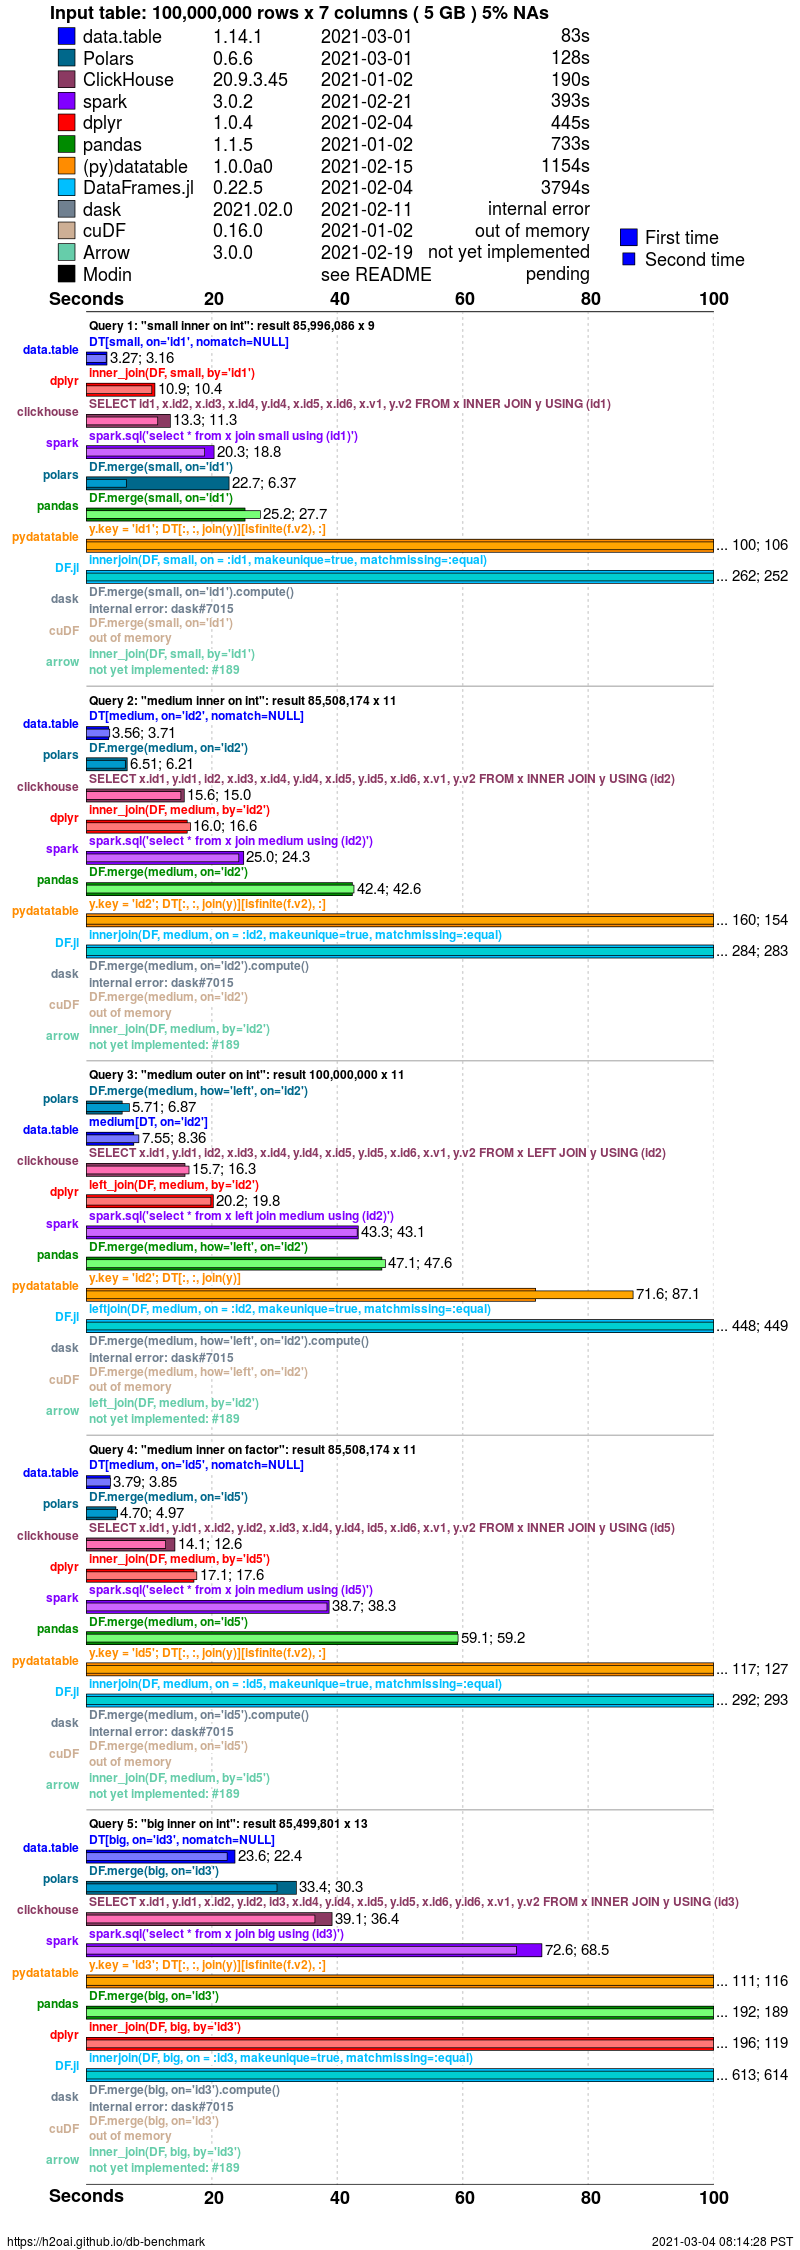 Input table: 100,000,000 rows x 7 columns ( 5 GB ) 5% NAs
data.table 1.14.1 2021-03-01 83s
Polars 0.6.6 2021-03-01 128s
ClickHouse 20.9.3.45 2021-01-02 190s
spark 3.0.2 2021-02-21 393s
dplyr 1.0.4 2021-02-04 445s
pandas 1.1.5 2021-01-02 733s
(py)datatable 1.0.0a0 2021-02-15 1154s
DataFrames.jl 0.22.5 2021-02-04 3794s
dask 2021.02.0 2021-02-11 internal error
cuDF 0.16.0 2021-01-02 out of memory
Arrow 3.0.0 2021-02-19 not yet implemented
Modin see README pending
First time
Second time
Seconds 20 40 60 80 100
Query 1: "small inner on int": result 85,996,086 x 9
DT[small, on='id1', nomatch=NULL]
data.table 3.27; 3.16
inner_join(DF, small, by='id1')
dplyr 10.9; 10.4
SELECT id1, x.id2, x.id3, x.id4, y.id4, x.id5, x.id6, x.v1, y.v2 FROM x INNER JOIN y USING (id1)
clickhouse 13.3; 11.3
spark.sql('select * from x join small using (id1)')
spark 20.3; 18.8
DF.merge(small, on='id1')
polars 22.7; 6.37
DF.merge(small, on='id1')
pandas 25.2; 27.7
y.key = 'id1'; DT[:, :, join(y)][isfinite(f.v2), :]
pydatatable ... 100; 106
innerjoin(DF, small, on = :id1, makeunique=true, matchmissing=:equal)
DF.jl ... 262; 252
DF.merge(small, on='id1').compute()
dask internal error: dask#7015
DF.merge(small, on='id1')
cuDF out of memory
inner_join(DF, small, by='id1')
arrow not yet implemented: #189
Query 2: "medium inner on int": result 85,508,174 x 11
DT[medium, on='id2', nomatch=NULL]
data.table 3.56; 3.71
DF.merge(medium, on='id2')
polars 6.51; 6.21
SELECT x.id1, y.id1, id2, x.id3, x.id4, y.id4, x.id5, y.id5, x.id6, x.v1, y.v2 FROM x INNER JOIN y USING (id2)
clickhouse 15.6; 15.0
inner_join(DF, medium, by='id2')
dplyr 16.0; 16.6
spark.sql('select * from x join medium using (id2)')
spark 25.0; 24.3
DF.merge(medium, on='id2')
pandas 42.4; 42.6
y.key = 'id2'; DT[:, :, join(y)][isfinite(f.v2), :]
pydatatable ... 160; 154
innerjoin(DF, medium, on = :id2, makeunique=true, matchmissing=:equal)
DF.jl ... 284; 283
DF.merge(medium, on='id2').compute()
dask internal error: dask#7015
DF.merge(medium, on='id2')
cuDF out of memory
inner_join(DF, medium, by='id2')
arrow not yet implemented: #189
Query 3: "medium outer on int": result 100,000,000 x 11
DF.merge(medium, how='left', on='id2')
polars 5.71; 6.87
medium[DT, on='id2']
data.table 7.55; 8.36
SELECT x.id1, y.id1, id2, x.id3, x.id4, y.id4, x.id5, y.id5, x.id6, x.v1, y.v2 FROM x LEFT JOIN y USING (id2)
clickhouse 15.7; 16.3
left_join(DF, medium, by='id2')
dplyr 20.2; 19.8
spark.sql('select * from x left join medium using (id2)')
spark 43.3; 43.1
DF.merge(medium, how='left', on='id2')
pandas 47.1; 47.6
y.key = 'id2'; DT[:, :, join(y)]
pydatatable 71.6; 87.1
leftjoin(DF, medium, on = :id2, makeunique=true, matchmissing=:equal)
DF.jl ... 448; 449
DF.merge(medium, how='left', on='id2').compute()
dask internal error: dask#7015
DF.merge(medium, how='left', on='id2')
cuDF out of memory
left_join(DF, medium, by='id2')
arrow not yet implemented: #189
Query 4: "medium inner on factor": result 85,508,174 x 11
DT[medium, on='id5', nomatch=NULL]
data.table 3.79; 3.85
DF.merge(medium, on='id5')
polars 4.70; 4.97
SELECT x.id1, y.id1, x.id2, y.id2, x.id3, x.id4, y.id4, id5, x.id6, x.v1, y.v2 FROM x INNER JOIN y USING (id5)
clickhouse 14.1; 12.6
inner_join(DF, medium, by='id5')
dplyr 17.1; 17.6
spark.sql('select * from x join medium using (id5)')
spark 38.7; 38.3
DF.merge(medium, on='id5')
pandas 59.1; 59.2
y.key = 'id5'; DT[:, :, join(y)][isfinite(f.v2), :]
pydatatable ... 117; 127
innerjoin(DF, medium, on = :id5, makeunique=true, matchmissing=:equal)
DF.jl ... 292; 293
DF.merge(medium, on='id5').compute()
dask internal error: dask#7015
DF.merge(medium, on='id5')
cuDF out of memory
inner_join(DF, medium, by='id5')
arrow not yet implemented: #189
Query 5: "big inner on int": result 85,499,801 x 13
DT[big, on='id3', nomatch=NULL]
data.table 23.6; 22.4
DF.merge(big, on='id3')
polars 33.4; 30.3
SELECT x.id1, y.id1, x.id2, y.id2, id3, x.id4, y.id4, x.id5, y.id5, x.id6, y.id6, x.v1, y.v2 FROM x INNER JOIN y USING (id3)
clickhouse 39.1; 36.4
spark.sql('select * from x join big using (id3)')
spark 72.6; 68.5
y.key = 'id3'; DT[:, :, join(y)][isfinite(f.v2), :]
pydatatable ... 111; 116
DF.merge(big, on='id3')
pandas ... 192; 189
inner_join(DF, big, by='id3')
dplyr ... 196; 119
innerjoin(DF, big, on = :id3, makeunique=true, matchmissing=:equal)
DF.jl ... 613; 614
DF.merge(big, on='id3').compute()
dask internal error: dask#7015
DF.merge(big, on='id3')
cuDF out of memory
inner_join(DF, big, by='id3')
arrow not yet implemented: #189
Seconds 20 40 60 80 100
https://h2oai.github.io/db-benchmark 2021-03-04 08:14:28 PST